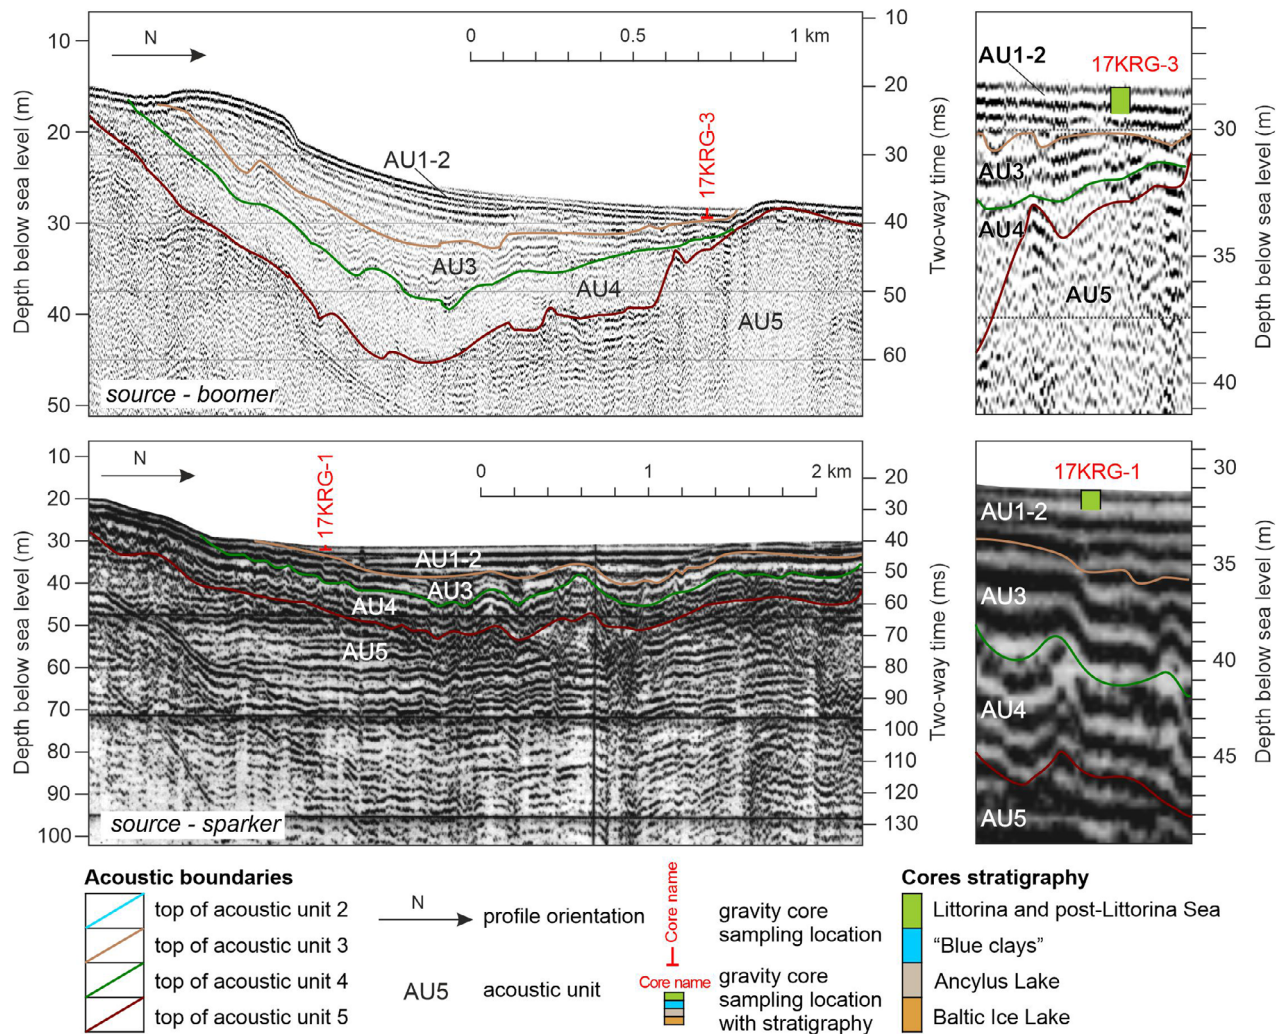 N
0
0.5
1 km
10
20
30
40
50
Depth below sea level (m)
AU1-2
17KRG-3
AU3
AU4
AU5
source - boomer
10
20
30
40
50
60
Two-way time (ms)
AU1-2
17KRG-3
AU3
AU4
AU5
30
35
40
Depth below sea level (m)
N
17KRG-1
0
1
2 km
10
20
30
40
50
60
70
80
90
100
Depth below sea level (m)
AU1-2
AU3
AU4
AU5
source - sparker
20
30
40
50
60
70
80
90
100
110
120
130
Two-way time (ms)
17KRG-1
AU1-2
AU3
AU4
AU5
30
35
40
45
Depth below sea level (m)
Acoustic boundaries
top of acoustic unit 2
top of acoustic unit 3
top of acoustic unit 4
top of acoustic unit 5
N
profile orientation
AU5
acoustic unit
Core name
gravity core
sampling location
Core name
gravity core
sampling location
with stratigraphy
Cores stratigraphy
Littorina and post-Littorina Sea
“Blue clays”
Ancylus Lake
Baltic Ice Lake